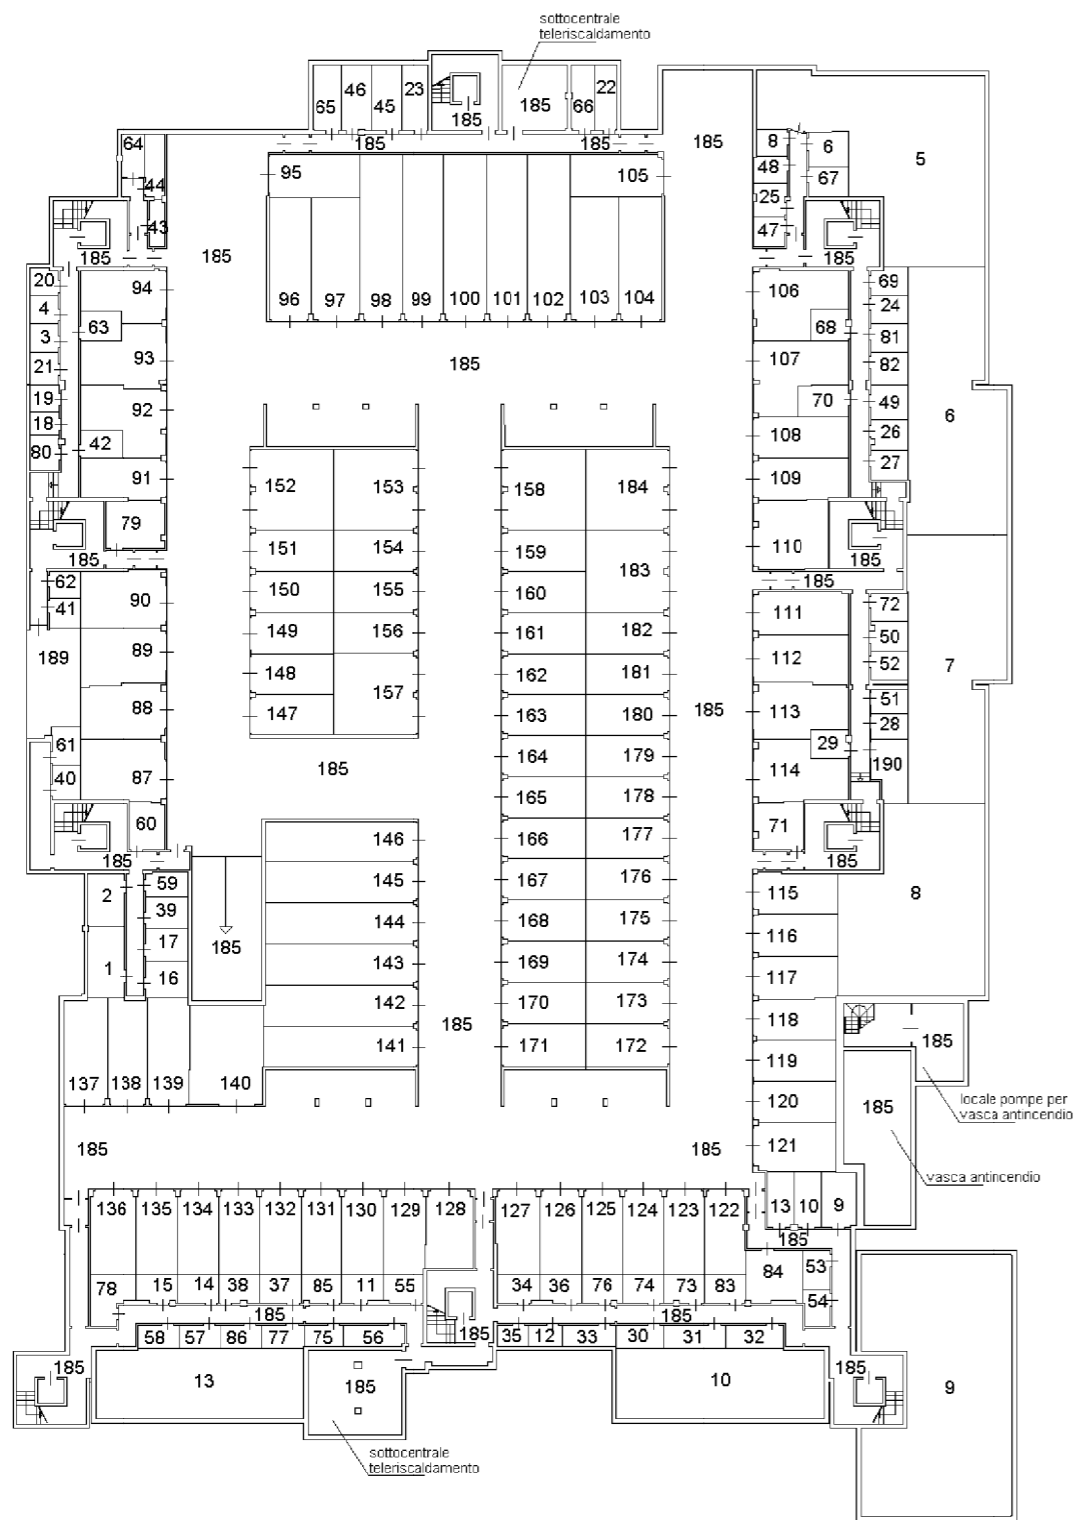 sottocentrale
teleriscaldamento
65 46 45 23 185 185 66 22
185 185 185
64 44 43 95 105
8 48 25 47 6 67 5
185 185 185
96 97 98 99 100 101 102 103 104
20 94 106 69
4 63 68 24
3 93 107 81
21 185 82
19 92 70 49 6
18 42 108 26
80 91 109 27
79 152 153 158 184
185 151 154 159 110 185
62 150 155 160 183 185
41 90 111 72
149 156 161 182 50
189 89 112 52 7
148 157 162 181
88 147 163 180 185 113 51
61 164 179 29 28
40 87 185 165 178 114 190
60 146 166 177 71
185 185
59 145 167 176 115
2 39 144 168 175 8
17 185 143 169 174 116
1 16 117
142 170 173 118
185 185
141 171 172 119
137 138 139 140 120 185
locale pompe per
vasca antincendio
185 185 121
vasca antincendio
136 135 134 133 132 131 130 129 128 127 126 125 124 123 122 13 10 9
185
78 15 14 38 37 85 11 55 34 36 76 74 73 83 84 53
54
185 185 185
58 57 86 77 75 56 35 12 33 30 31 32
185 13 185 10 185 9
sottocentrale
teleriscaldamento